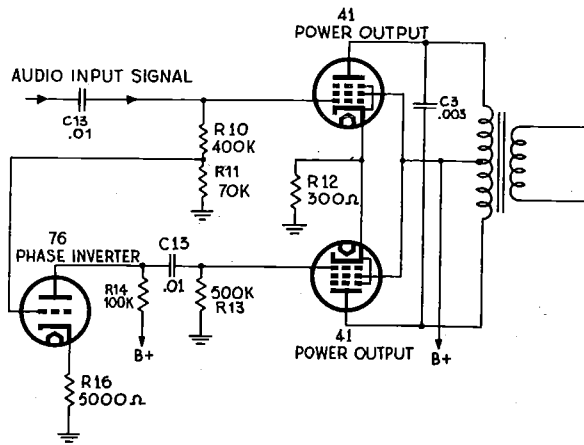 41
POWER OUTPUT
AUDIO INPUT SIGNAL
C13
.01
R10
400K
R11
70K
C3
.003
R12
300Ω
76
PHASE INVERTER
C13
.01
R14
100K
500K
R13
B+
41
POWER OUTPUT
B+
R16
5000Ω